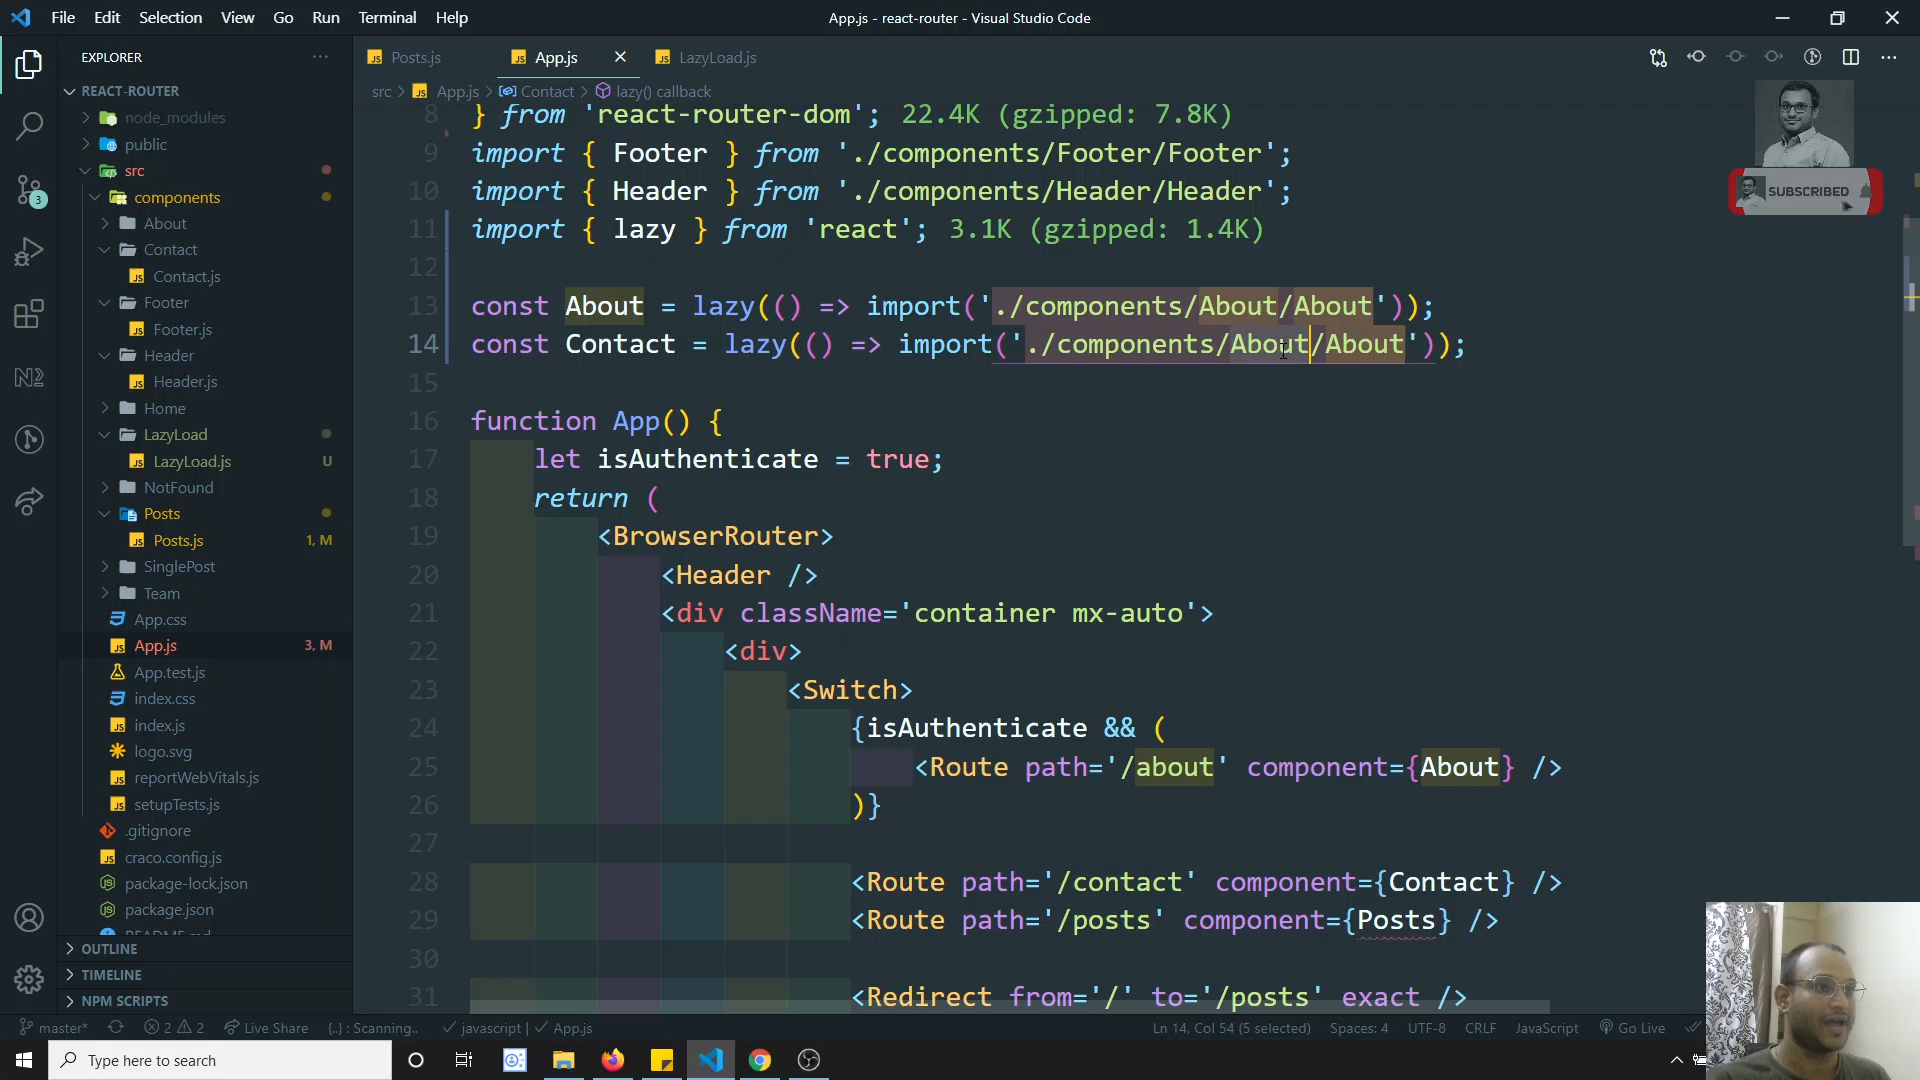 File Edit Selection View Go Run Terminal Help
App.js - react-router - Visual Studio Code
EXPLORER
REACT-ROUTER
node_modules
public
src
components
About
Contact
Contact.js
Footer
Footer.js
Header
Header.js
Home
LazyLoad
LazyLoad.js U
NotFound
Posts
Posts.js 1, M
SinglePost
Team
App.css
App.js 3, M
App.test.js
index.css
index.js
logo.svg
reportWebVitals.js
setupTests.js
.gitignore
craco.config.js
package-lock.json
package.json
README.md
OUTLINE
TIMELINE
NPM SCRIPTS
3
Posts.js App.js LazyLoad.js
src > App.js > Contact > lazy() callback
8 } from 'react-router-dom'; 22.4K (gzipped: 7.8K)
9 import { Footer } from './components/Footer/Footer';
10 import { Header } from './components/Header/Header';
11 import { lazy } from 'react'; 3.1K (gzipped: 1.4K)
12
13 const About = lazy(() => import('./components/About/About'));
14 const Contact = lazy(() => import('./components/About/About'));
15
16 function App() {
17 let isAuthenticate = true;
18 return (
19 <BrowserRouter>
20 <Header />
21 <div className='container mx-auto'>
22 <div>
23 <Switch>
24 {isAuthenticate && (
25 <Route path='/about' component={About} />
26 )}
27
28 <Route path='/contact' component={Contact} />
29 <Route path='/posts' component={Posts} />
30
31 <Redirect from='/' to='/posts' exact />
SUBSCRIBED
master* 2 2 Live Share {..} : Scanning.. javascript | App.js Ln 14, Col 54 (5 selected) Spaces: 4 UTF-8 CRLF JavaScript Go Live
Type here to search